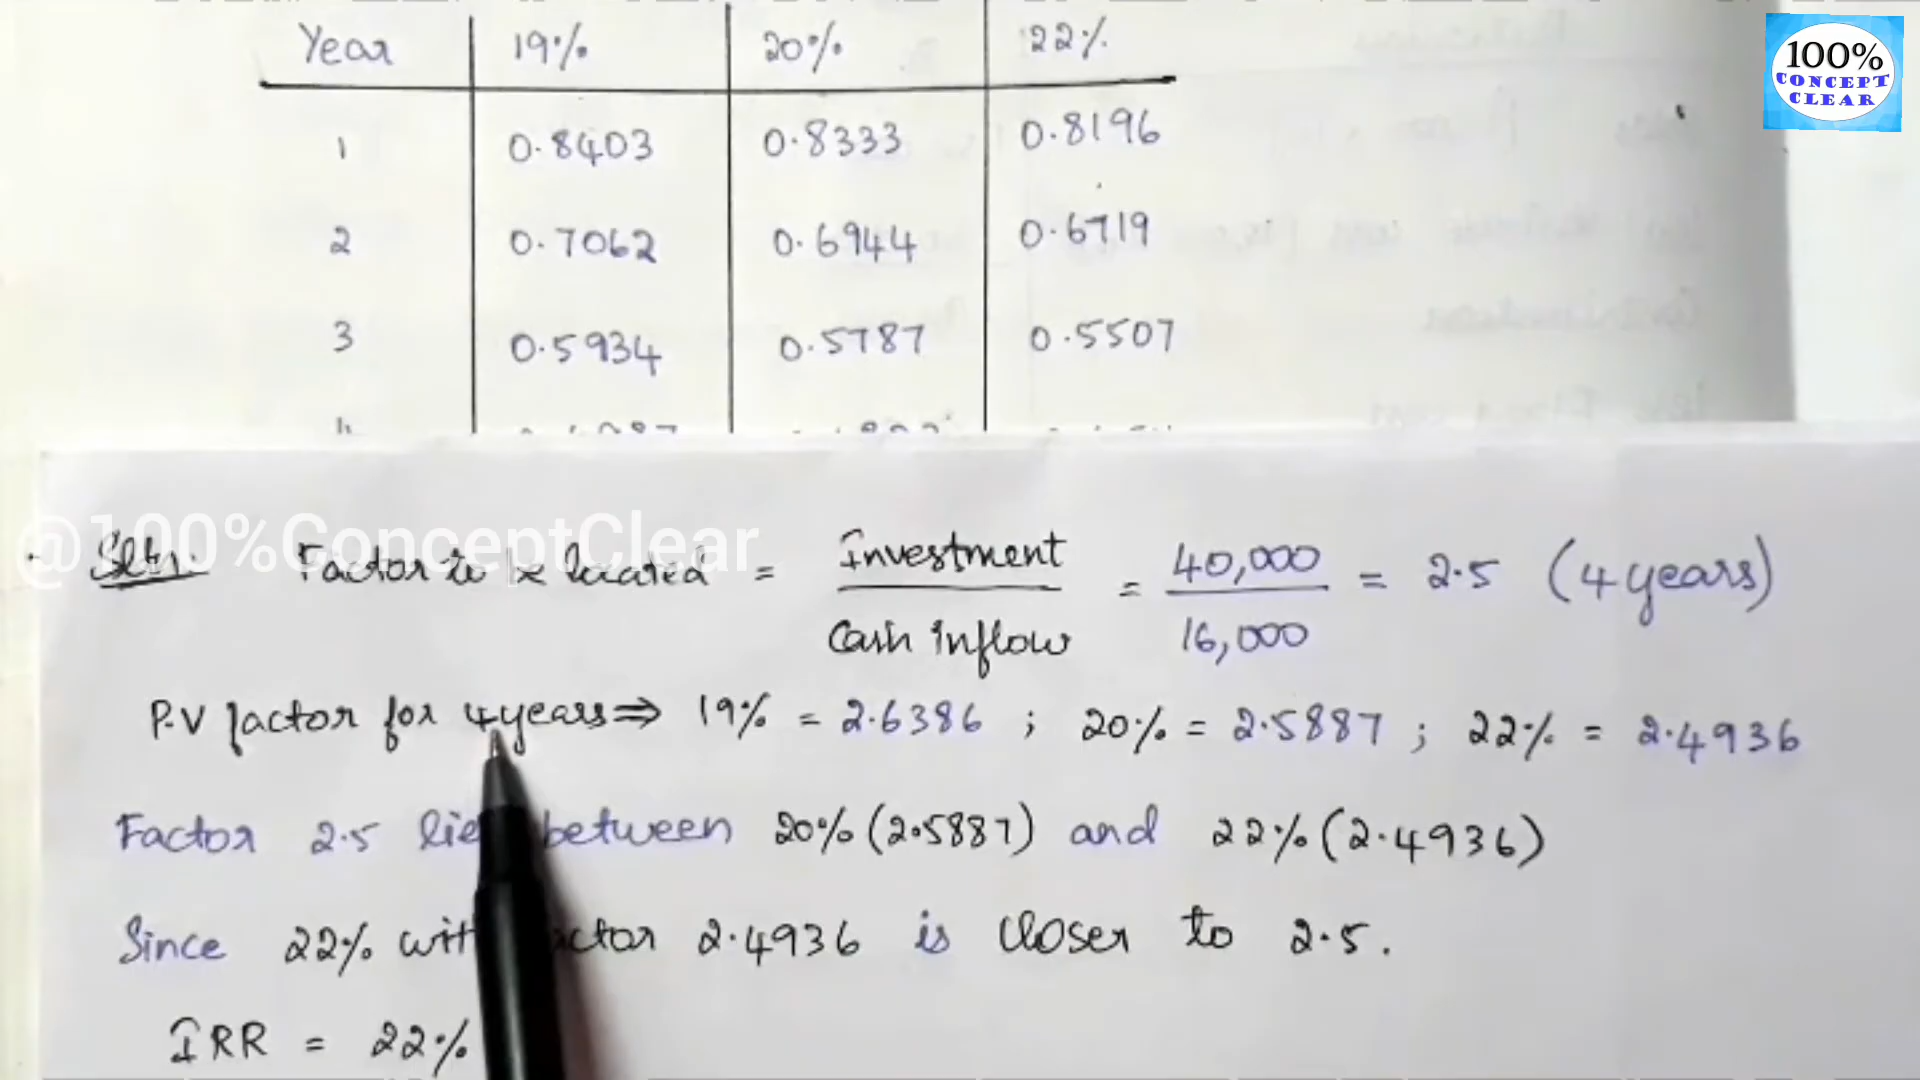 Year 19% 20% 22%
1 0.8403 0.8333 0.8196
2 0.7062 0.6944 0.6719
3 0.5934 0.5787 0.5507
100%
CONCEPT
CLEAR
@100%ConceptClear
Soln. Factor to be located = Investment / Cash inflow = 40,000 / 16,000 = 2.5 (4 years)
P.V factor for 4 years ⇒ 19% = 2.6386 ; 20% = 2.5887 ; 22% = 2.4936
Factor 2.5 between 20% (2.5887) and 22% (2.4936)
Since 22% 2.4936 is closer to 2.5.
IRR = 22%